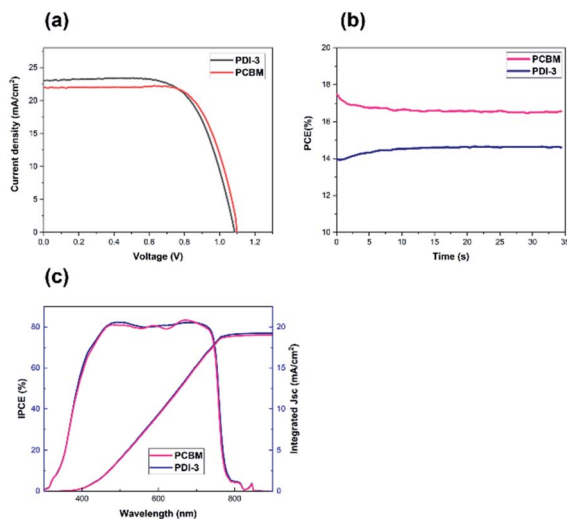 (a)
PDI-3
PCBM
Current density (mA/cm²)
25
20
15
10
5
0
0.0 0.2 0.4 0.6 0.8 1.0 1.2
Voltage (V)
(b)
PCBM
PDI-3
PCE(%)
18
16
14
12
10
0 5 10 15 20 25 30 35
Time (s)
(c)
IPCE (%)
80
60
40
20
0
PCBM
PDI-3
20
15
10
5
0
Integrated Jsc (mA/cm²)
400 600 800
Wavelength (nm)